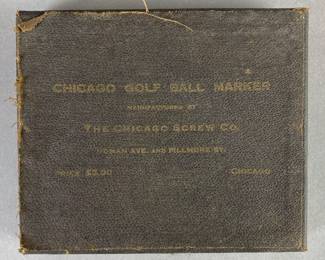 CHICAGO GOLF BALL MARKER
MANUFACTURED BY
THE CHICAGO SCREW CO.
HOMAN AVE. AND FILLMORE ST.
PRICE $3.00 CHICAGO